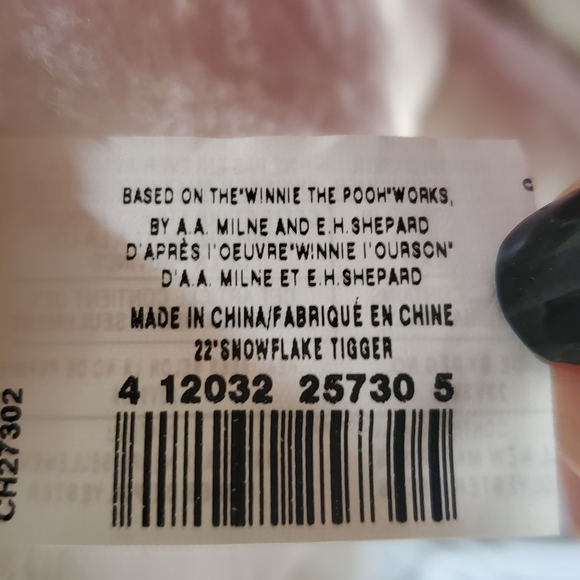 BASED ON THE"WINNIE THE POOH"WORKS,
BY A.A. MILNE AND E.H.SHEPARD
D'APRÈS l'OEUVRE"WINNIE l'OURSON"
D'A.A. MILNE ET E.H.SHEPARD
MADE IN CHINA/FABRIQUÉ EN CHINE
22"SNOWFLAKE TIGGER
4 12032 25730 5
CH27302